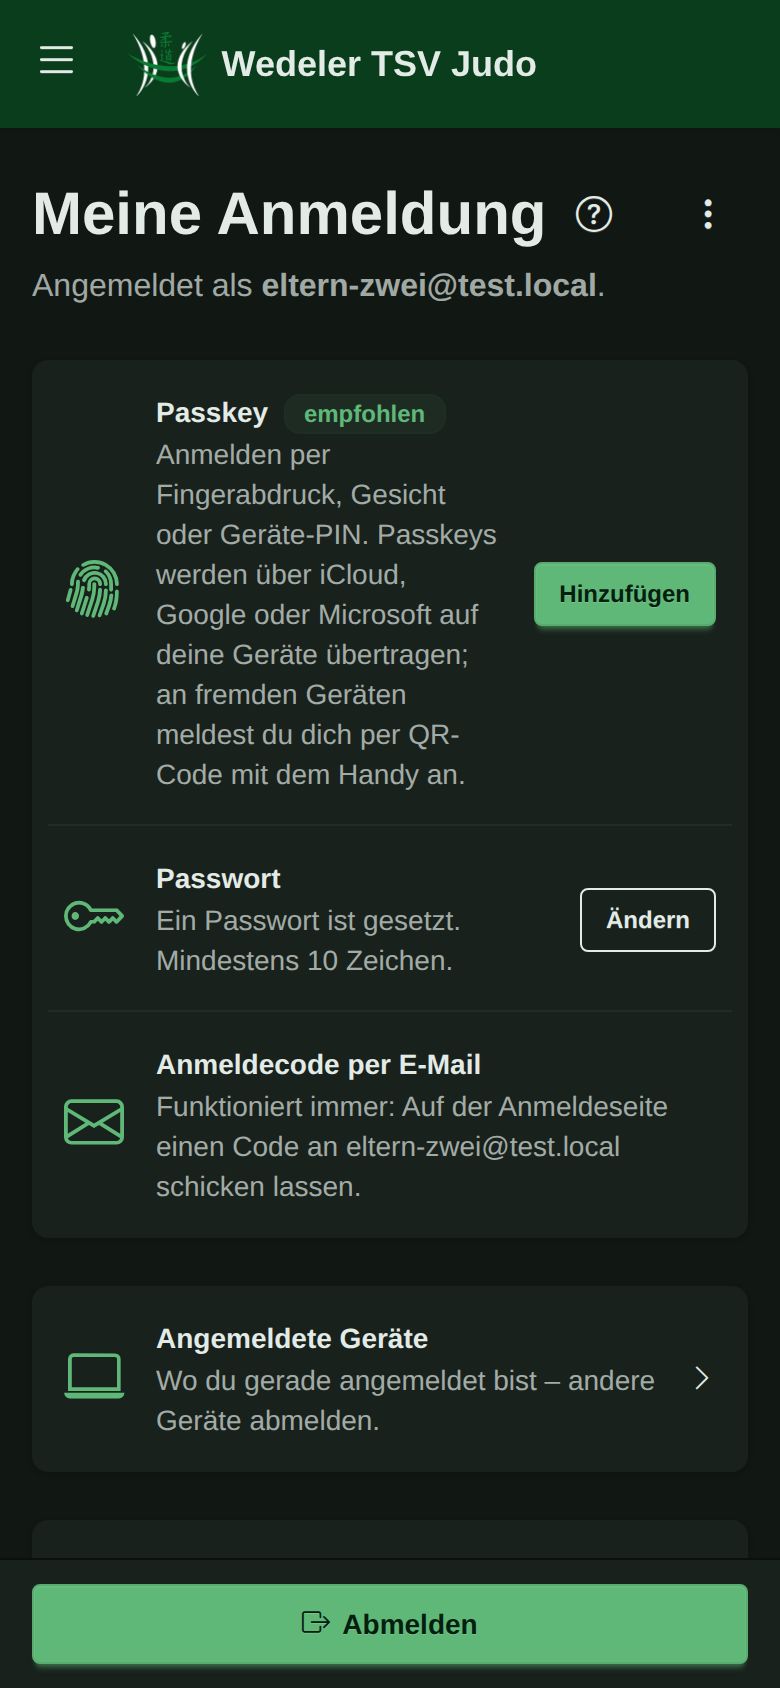 柔道
Wedeler TSV Judo
Meine Anmeldung
?
Angemeldet als eltern-zwei@test.local.
Passkey empfohlen
Anmelden per
Fingerabdruck, Gesicht
oder Geräte-PIN. Passkeys
werden über iCloud,
Google oder Microsoft auf
deine Geräte übertragen;
an fremden Geräten
meldest du dich per QR-
Code mit dem Handy an.
Hinzufügen
Passwort
Ein Passwort ist gesetzt.
Mindestens 10 Zeichen.
Ändern
Anmeldecode per E-Mail
Funktioniert immer: Auf der Anmeldeseite
einen Code an eltern-zwei@test.local
schicken lassen.
Angemeldete Geräte
Wo du gerade angemeldet bist – andere
Geräte abmelden.
Abmelden